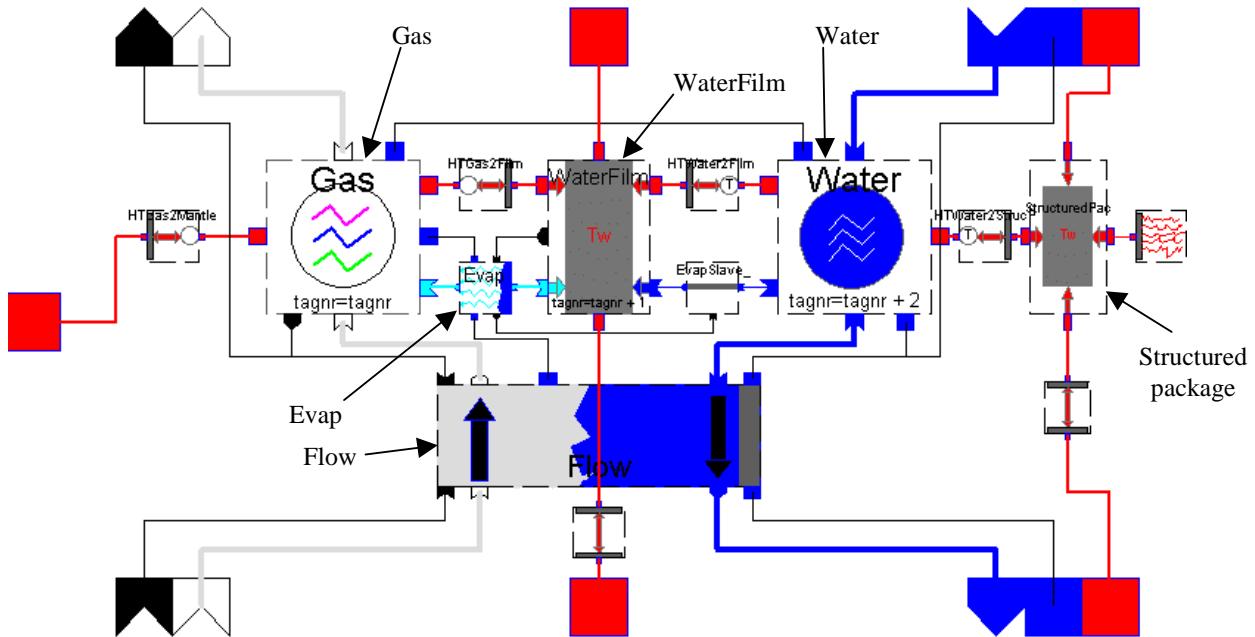 Gas
Water
WaterFilm
HTGas2Film
HTWater2Film
Gas
WaterFilm
Water
HTGas2Mantle
HTWater2Struc
StructuredPac
T
T
Tw
Tw
Evap
EvapSlave_
tagnr=tagnr
tagnr=tagnr + 1
tagnr=tagnr + 2
Structured
package
Evap
Flow
Flow